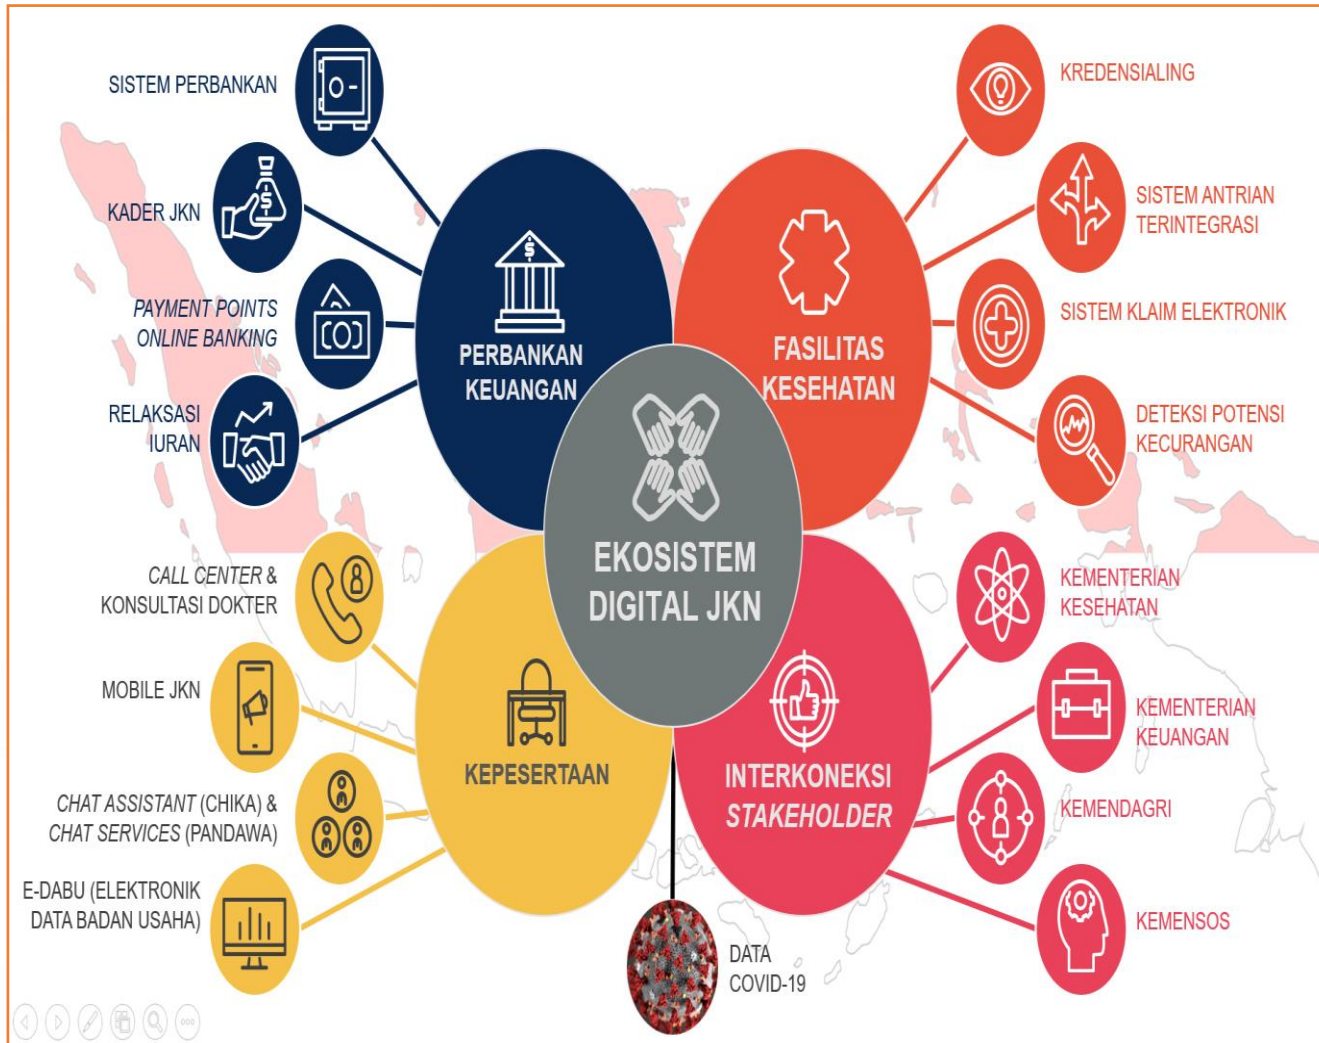 SISTEM PERBANKAN
KADER JKN
PAYMENT POINTS
ONLINE BANKING
RELAKSASI
IURAN
PERBANKAN
KEUANGAN
KREDENSIALING
SISTEM ANTRIAN
TERINTEGRASI
SISTEM KLAIM ELEKTRONIK
DETEKSI POTENSI
KECURANGAN
FASILITAS
KESEHATAN
EKOSISTEM
DIGITAL JKN
CALL CENTER &
KONSULTASI DOKTER
MOBILE JKN
CHAT ASSISTANT (CHIKA) &
CHAT SERVICES (PANDAWA)
E-DABU (ELEKTRONIK
DATA BADAN USAHA)
KEPESERTAAN
INTERKONEKSI
STAKEHOLDER
KEMENTERIAN
KESEHATAN
KEMENTERIAN
KEUANGAN
KEMENDAGRI
KEMENSOS
DATA
COVID-19